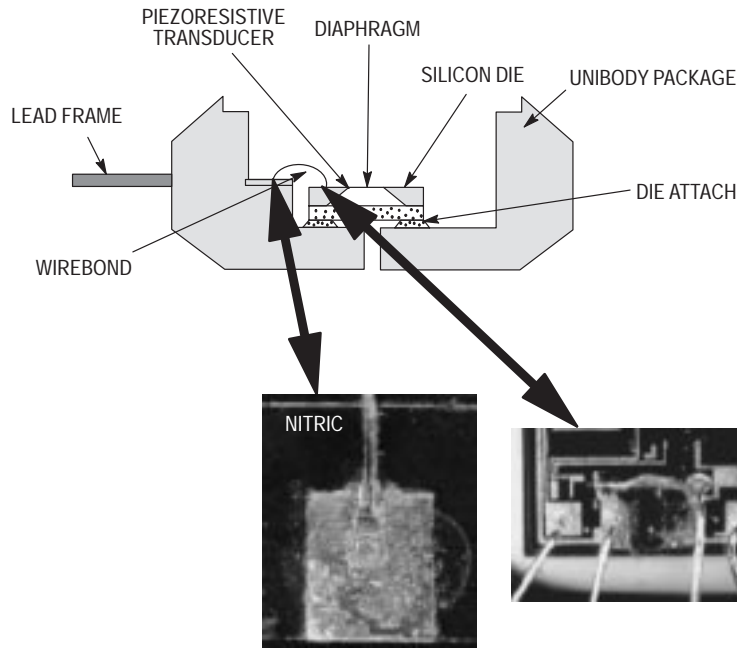 PIEZORESISTIVE
TRANSDUCER
DIAPHRAGM
SILICON DIE
UNIBODY PACKAGE
LEAD FRAME
DIE ATTACH
WIREBOND
NITRIC